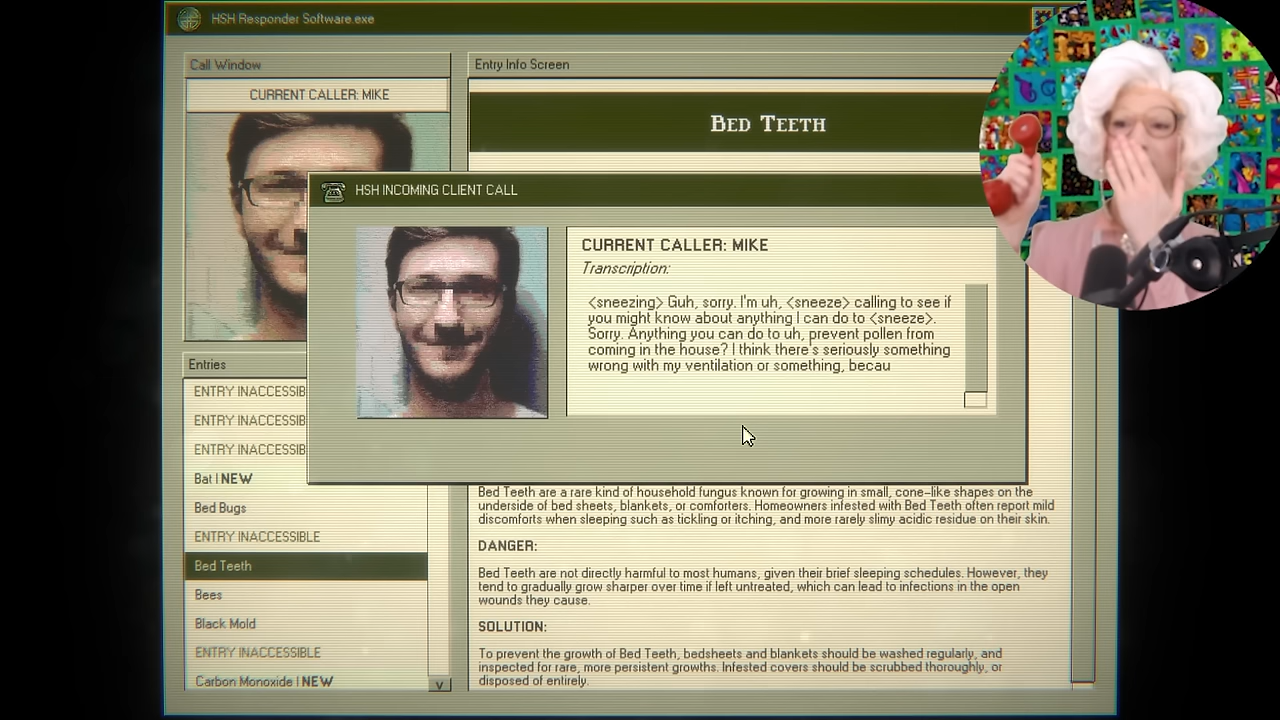 HSH Responder Software.exe
Call Window
Entry Info Screen
CURRENT CALLER: MIKE
BED TEETH
HSH INCOMING CLIENT CALL
CURRENT CALLER: MIKE
Transcription:
<sneezing> Guh, sorry. I'm uh, <sneeze> calling to see if
you might know about anything I can do to <sneeze>.
Sorry. Anything you can do to uh, prevent pollen from
coming in the house? I think there's seriously something
wrong with my ventilation or something, becau
Entries
ENTRY INACCESSIB
ENTRY INACCESSIB
ENTRY INACCESSIB
Bat | NEW
Bed Bugs
ENTRY INACCESSIBLE
Bed Teeth
Bees
Black Mold
ENTRY INACCESSIBLE
Carbon Monoxide | NEW
v
Bed Teeth are a rare kind of household fungus known for growing in small, cone-like shapes on the
underside of bed sheets, blankets, or comforters. Homeowners infested with Bed Teeth often report mild
discomforts when sleeping such as tickling or itching, and more rarely slimy acidic residue on their skin.
DANGER:
Bed Teeth are not directly harmful to most humans, given their brief sleeping schedules. However, they
tend to gradually grow sharper over time if left untreated, which can lead to infections in the open
wounds they cause.
SOLUTION:
To prevent the growth of Bed Teeth, bedsheets and blankets should be washed regularly, and
inspected for rare, more persistent growths. Infested covers should be scrubbed thoroughly, or
disposed of entirely.